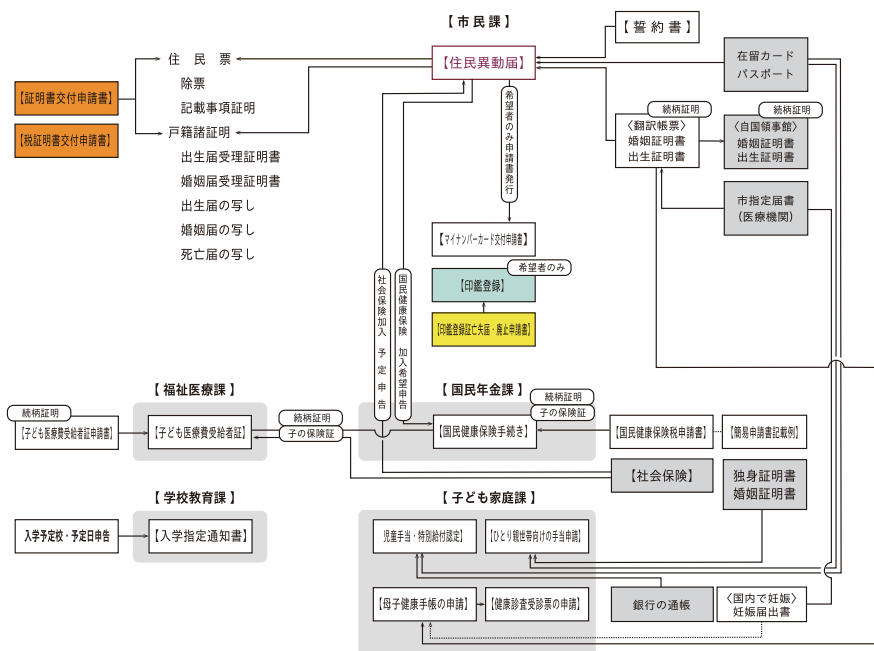 【 市 民 課 】
【 誓 約 書 】
住 民 票
【住民異動届】
在留カード
パスポート
除票
【証明書交付申請書】
記載事項証明
【税証明書交付申請書】
戸籍諸証明
希望者のみ申請書発行
続柄証明
〈翻訳帳票〉
婚姻証明書
出生証明書
続柄証明
〈自国領事館〉
婚姻証明書
出生証明書
出生届受理証明書
婚姻届受理証明書
出生届の写し
婚姻届の写し
死亡届の写し
市指定届書
(医療機関)
【マイナンバーカード交付申請書】
希望者のみ
【印鑑登録】
【印鑑登録証亡失届・廃止申請書】
社会保険加入 予定申告
国民健康保険 加入希望申告
【 福祉医療課 】
【 国民年金課 】
続柄証明
【子ども医療費受給者証申請書】
【子ども医療費受給者証】
続柄証明
子の保険証
続柄証明
子の保険証
【国民健康保険手続き】
【国民健康保険税申請書】
【簡易申請書記載例】
【社会保険】
独身証明書
婚姻証明書
【 学校教育課 】
【 子ども家庭課 】
入学予定校・予定日申告
【入学指定通知書】
児童手当・特別給付認定】
【ひとり親世帯向けの手当申請】
【母子健康手帳の申請】
【健康診査受診票の申請】
銀行の通帳
〈国内で妊娠〉
妊娠届出書